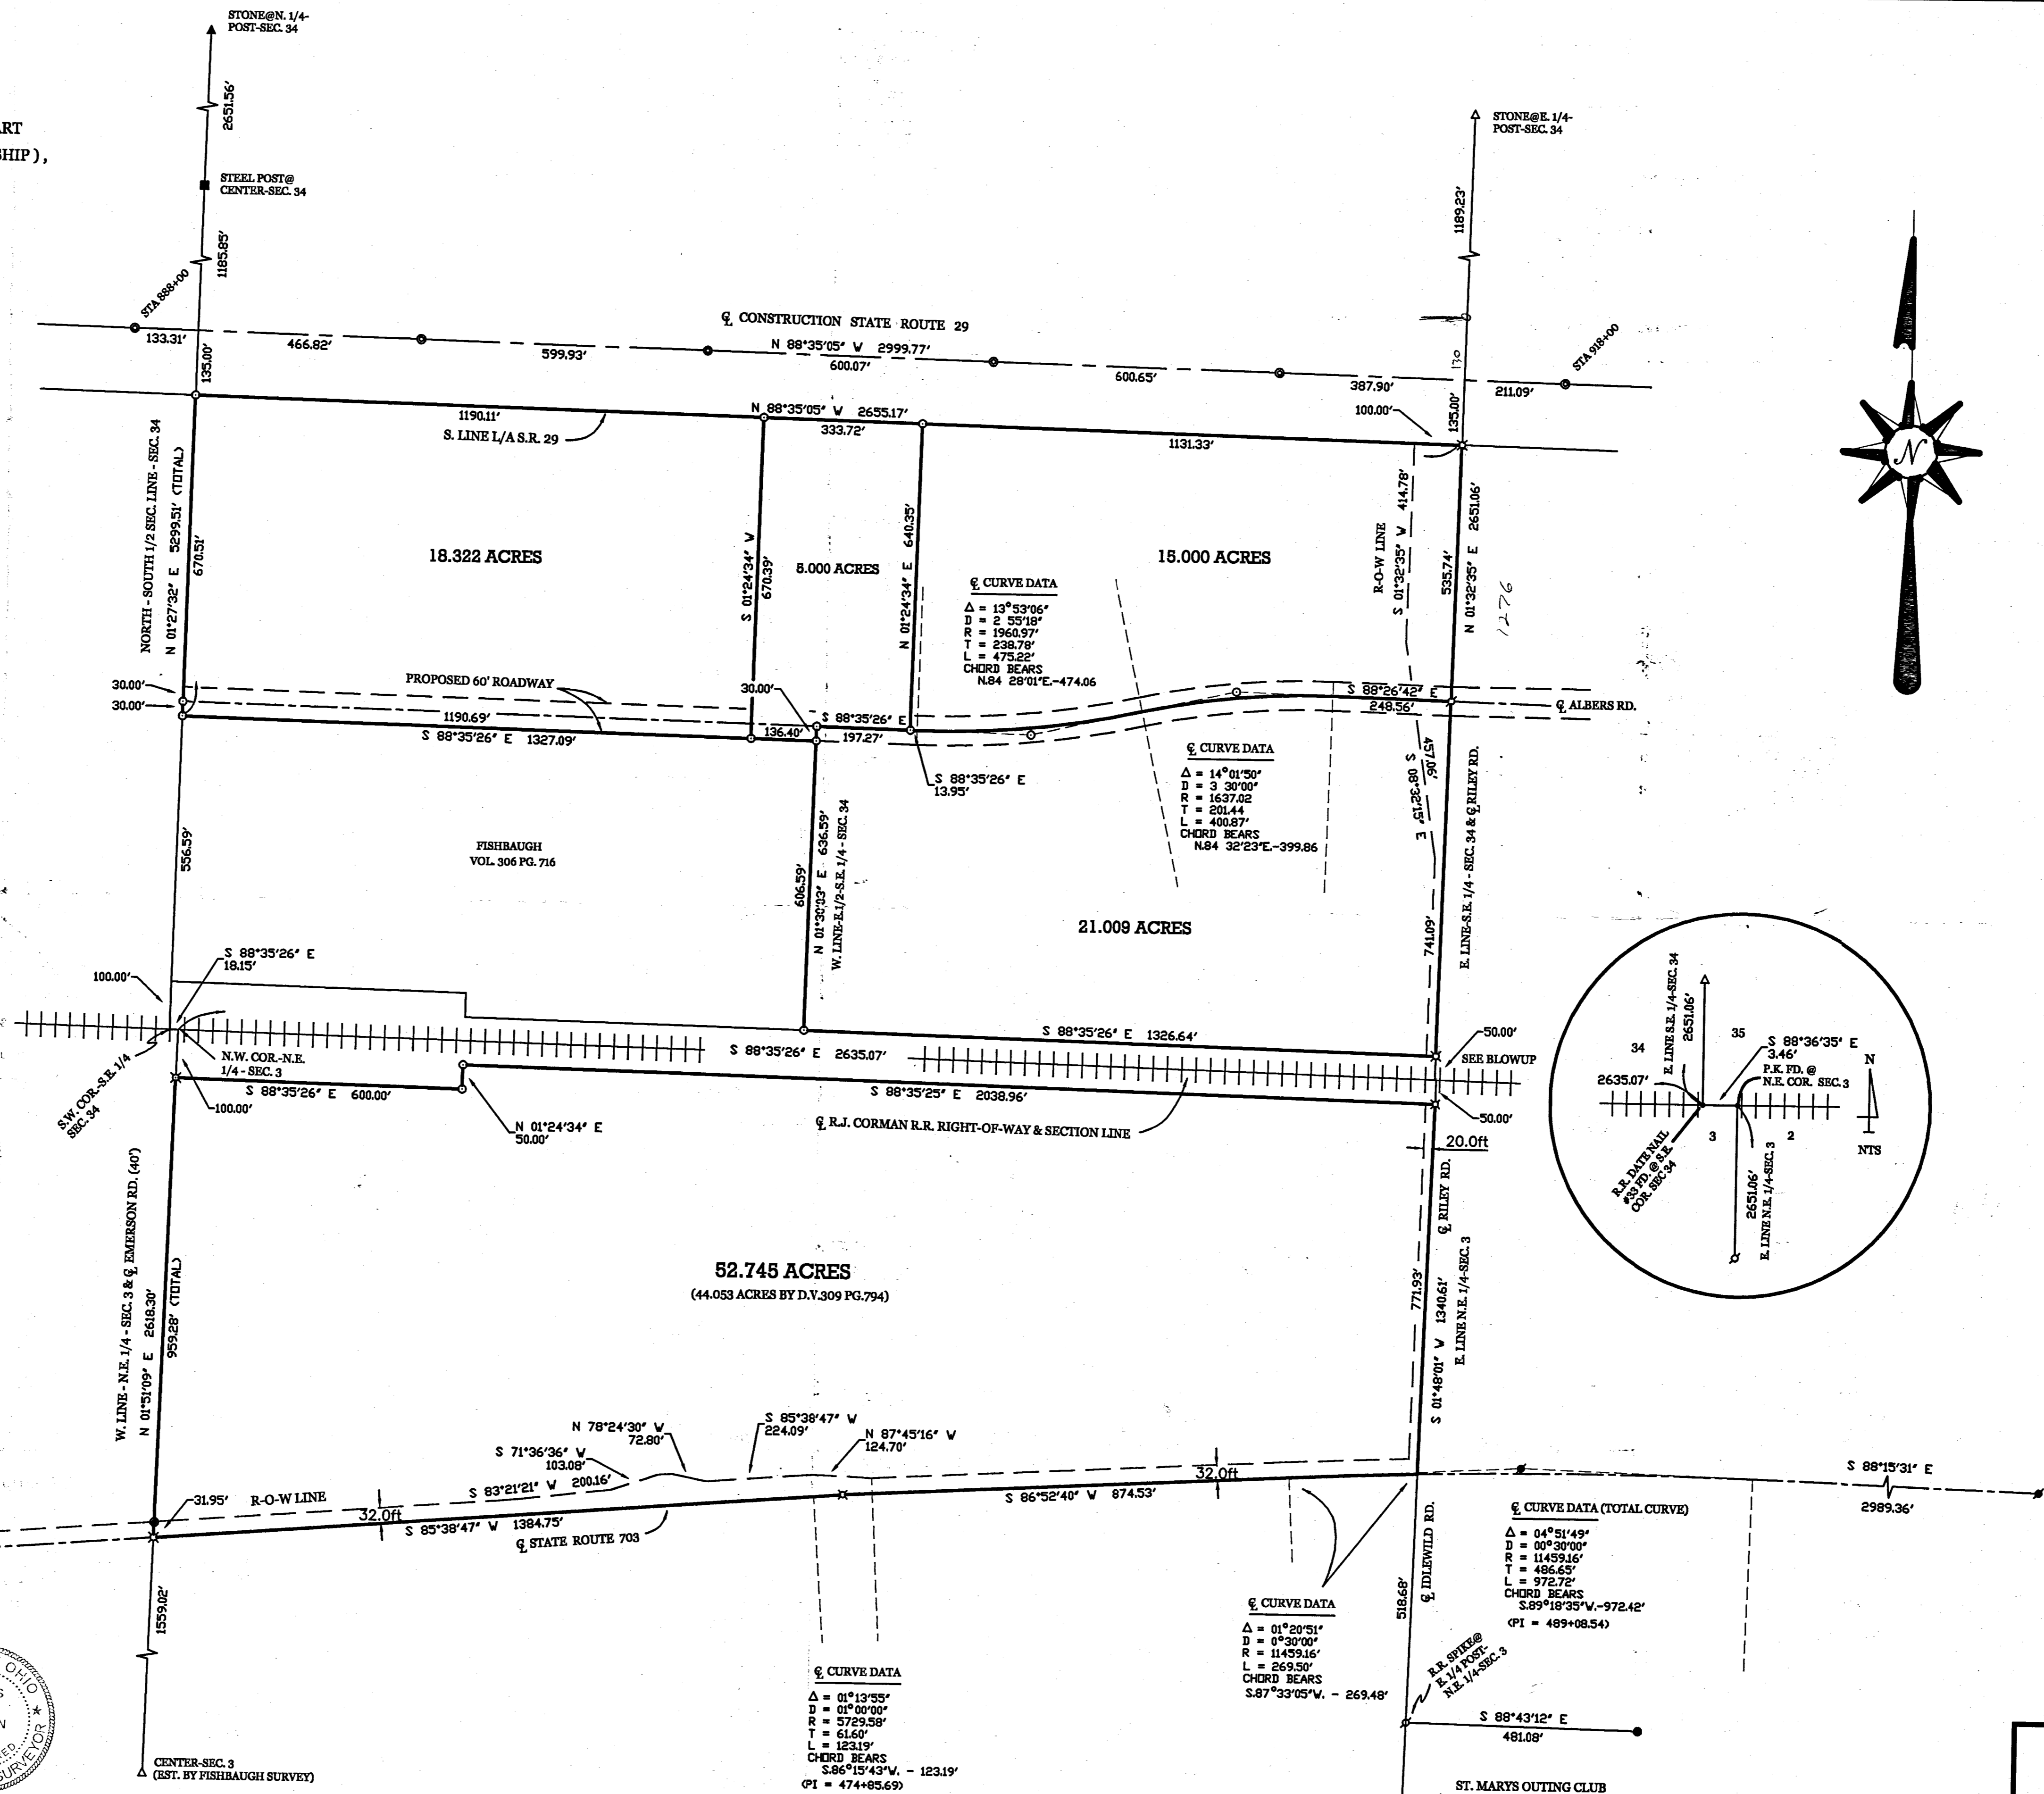 STONE@N. 1/4-
POST-SEC. 34
ART
SHIP ),
2651.56'
STEEL POST@
CENTER-SEC. 34
1185.85'
STONE@E. 1/4-
POST-SEC. 34
1189.23'
STA 888+00
133.31'
466.82'
599.93'
℄ CONSTRUCTION STATE ROUTE 29
N 88°35'05" W 2999.77'
600.07'
600.65'
387.90'
130
STA 918+00
211.09'
135.00'
135.00'
100.00'
N 88°35'05" W 2655.17'
1190.11'
S. LINE L/A S.R. 29
333.72'
1131.33'
NORTH - SOUTH 1/2 SEC. LINE - SEC. 34
N 01°27'32" E 5299.51' (TOTAL)
670.51'
18.322 ACRES
S 01°24'34" W
670.39'
5.000 ACRES
N 01°24'34" E 640.35'
15.000 ACRES
R-O-W LINE
S 01°32'35" W 414.78'
535.74'
N 01°32'35" E 2651.06'
1276
℄ CURVE DATA
Δ = 13°53'06"
D = 2 55'18"
R = 1960.97'
T = 238.78'
L = 475.22'
CHORD BEARS
N.84 28'01"E.-474.06
N
30.00'
30.00'
PROPOSED 60' ROADWAY
30.00'
1190.69'
S 88°35'26" E 1327.09'
136.40'
S 88°35'26" E
197.27'
S 88°35'26" E
13.95'
S 88°26'42" E
248.56'
℄ ALBERS RD.
℄ CURVE DATA
Δ = 14°01'50"
D = 3 30'00"
R = 1637.02
T = 201.44
L = 400.87'
CHORD BEARS
N.84 32'23"E.-399.86
457.06'
S 08°32'15" E
E. LINE-S.E. 1/4 - SEC. 34 & ℄ RILEY RD.
741.09'
556.59'
FISHBAUGH
VOL. 306 PG. 716
606.59'
N 01°30'03" E 636.59'
W. LINE-E.1/2-S.E. 1/4 - SEC. 34
21.009 ACRES
S 88°35'26" E
18.15'
100.00'
S.W. COR.-S.E. 1/4
SEC. 34
N.W. COR.-N.E.
1/4 - SEC. 3
100.00'
S 88°35'26" E 600.00'
N 01°24'34" E
50.00'
S 88°35'26" E 2635.07'
S 88°35'26" E 1326.64'
S 88°35'25" E 2038.96'
℄ R.J. CORMAN R.R. RIGHT-OF-WAY & SECTION LINE
50.00'
SEE BLOWUP
50.00'
20.0ft
E. LINE S.E. 1/4-SEC. 34
2651.06'
34
35
S 88°36'35" E
3.46'
P.K. FD. @
N.E. COR. SEC. 3
2635.07'
N
NTS
3
2
R.R. DATE NAIL
#33 FD. @ S.E.
COR. SEC 34
2651.06'
E. LINE N.E. 1/4-SEC. 3
W. LINE - N.E. 1/4 - SEC. 3 & ℄ EMERSON RD. (40')
N 01°51'09" E 2618.30'
959.28' (TOTAL)
52.745 ACRES
(44.053 ACRES BY D.V.309 PG.794)
771.93'
℄ RILEY RD.
S 01°48'01" W 1340.61'
E. LINE N.E. 1/4-SEC. 3
31.95'
R-O-W LINE
32.0ft
S 83°21'21" W 200.16'
S 71°36'36" W
103.08'
N 78°24'30" W
72.80'
S 85°38'47" W
224.09'
N 87°45'16" W
124.70'
S 85°38'47" W 1384.75'
℄ STATE ROUTE 703
S 86°52'40" W 874.53'
32.0ft
S 88°15'31" E
2989.36'
℄ CURVE DATA (TOTAL CURVE)
Δ = 04°51'49"
D = 00°30'00"
R = 11459.16'
T = 486.65'
L = 972.72'
CHORD BEARS
S.89°18'35"W.-972.42'
(PI = 489+08.54)
℄ IDLEWILD RD.
518.68'
℄ CURVE DATA
Δ = 01°20'51"
D = 0°30'00"
R = 11459.16'
L = 269.50'
CHORD BEARS
S.87°33'05"W. - 269.48'
R.R. SPIKE@
E. 1/4 POST-
N.E. 1/4-SEC. 3
S 88°43'12" E
481.08'
ST. MARYS OUTING CLUB
℄ CURVE DATA
Δ = 01°13'55"
D = 01°00'00"
R = 5729.58'
T = 61.60'
L = 123.19'
CHORD BEARS
S.86°15'43"W. - 123.19'
(PI = 474+85.69)
1559.02'
CENTER-SEC. 3
(EST. BY FISHBAUGH SURVEY)
OHIO
SURVEYOR